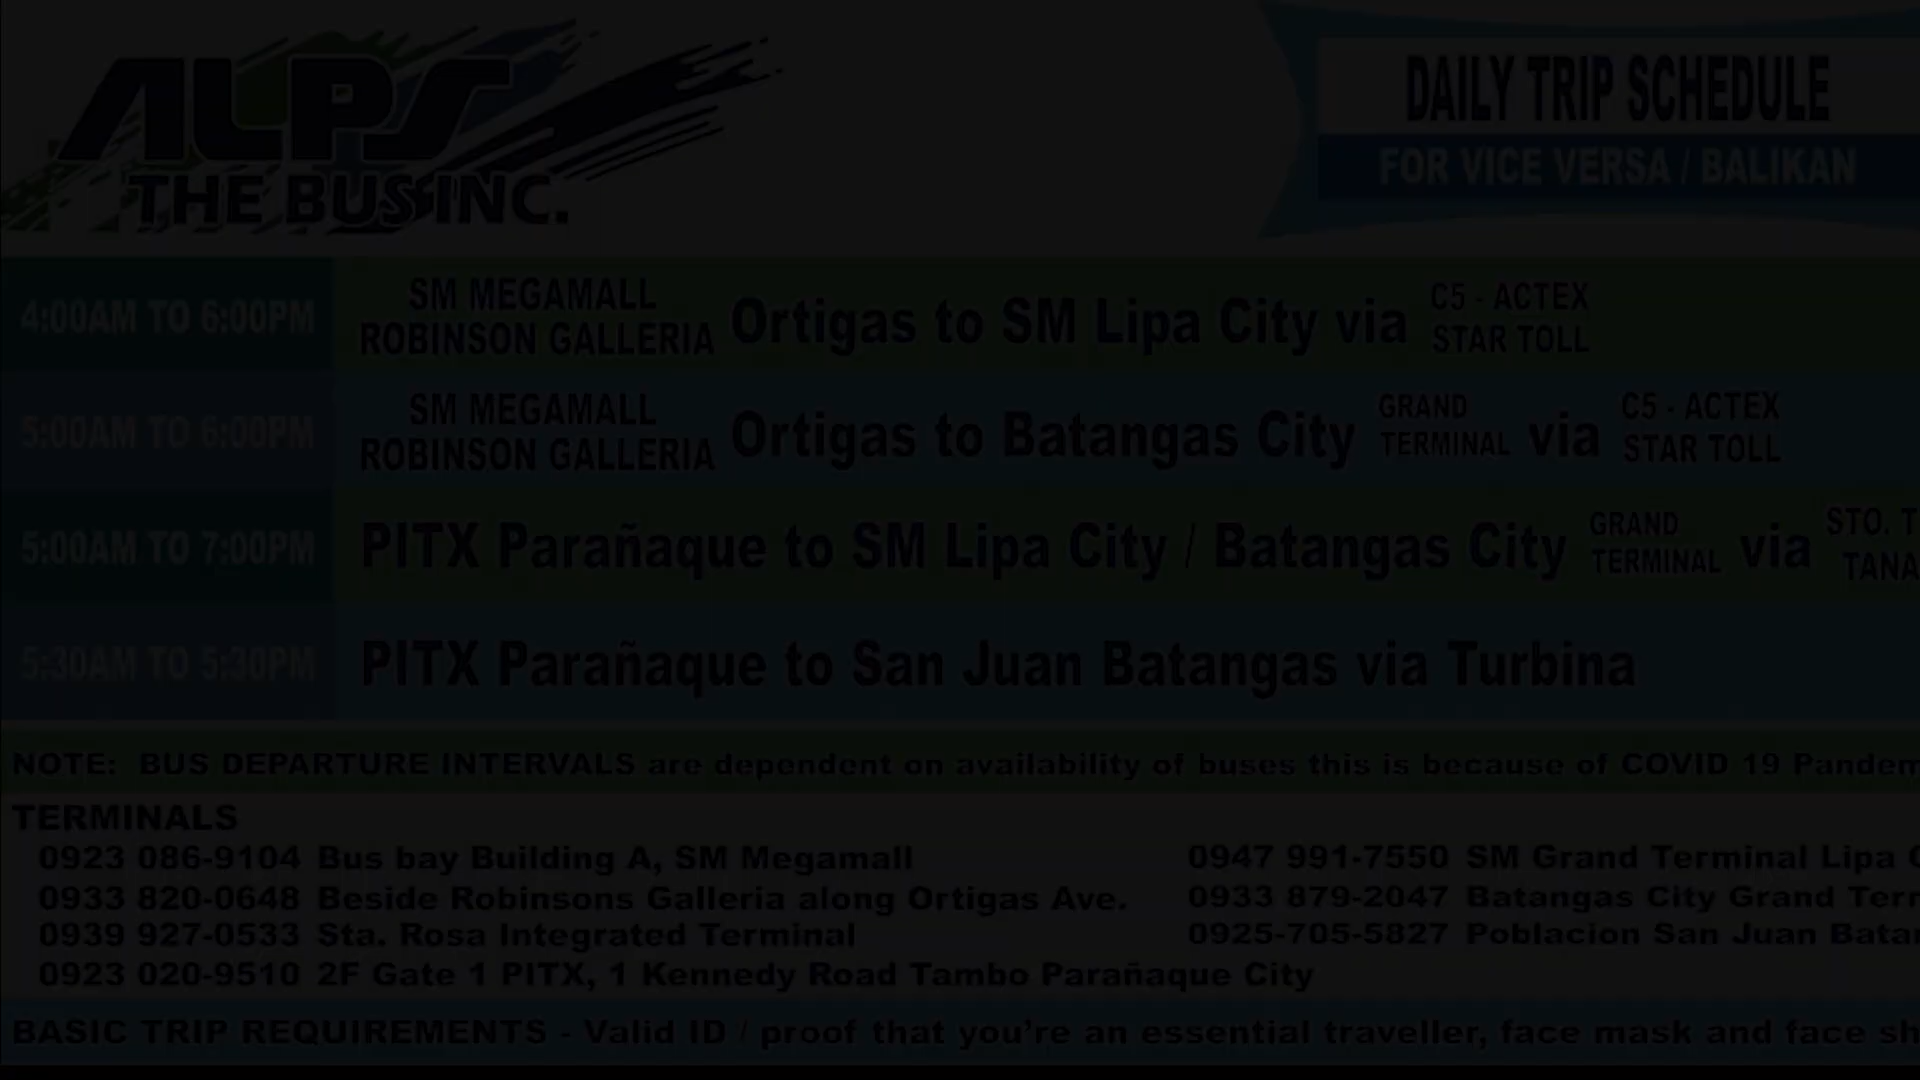 ALPS
THE BUS INC.
DAILY TRIP SCHEDULE
FOR VICE VERSA / BALIKAN
4:00AM TO 6:00PM SM MEGAMALL ROBINSON GALLERIA Ortigas to SM Lipa City via C5 - ACTEX STAR TOLL
5:00AM TO 6:00PM SM MEGAMALL ROBINSON GALLERIA Ortigas to Batangas City GRAND TERMINAL via C5 - ACTEX STAR TOLL
5:00AM TO 7:00PM PITX Parañaque to SM Lipa City / Batangas City GRAND TERMINAL via STO. T TANA
5:30AM TO 5:30PM PITX Parañaque to San Juan Batangas via Turbina
NOTE: BUS DEPARTURE INTERVALS are dependent on availability of buses this is because of COVID 19 Pandem
TERMINALS
0923 086-9104 Bus bay Building A, SM Megamall
0933 820-0648 Beside Robinsons Galleria along Ortigas Ave.
0939 927-0533 Sta. Rosa Integrated Terminal
0923 020-9510 2F Gate 1 PITX, 1 Kennedy Road Tambo Parañaque City
0947 991-7550 SM Grand Terminal Lipa C
0933 879-2047 Batangas City Grand Terr
0925-705-5827 Poblacion San Juan Batan
BASIC TRIP REQUIREMENTS - Valid ID / proof that you're an essential traveller, face mask and face sh